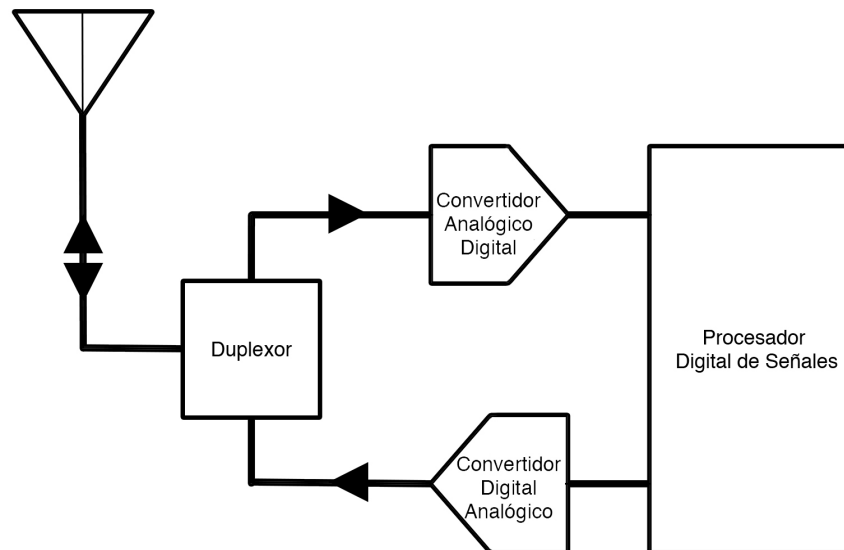 Convertidor
Analógico
Digital
Duplexor
Procesador
Digital de Señales
Convertidor
Digital
Analógico